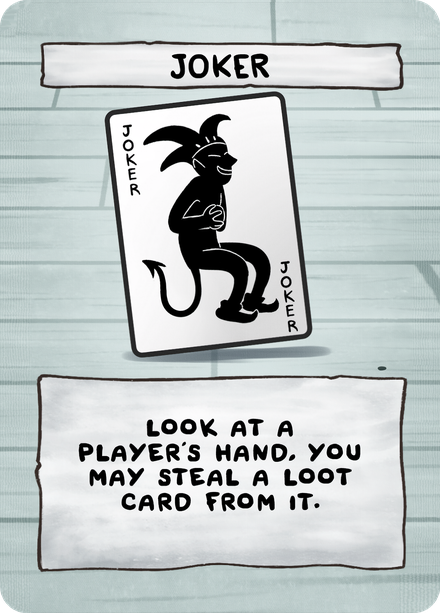 JOKER
JOKER
JOKER
LOOK AT A
PLAYER'S HAND. YOU
MAY STEAL A LOOT
CARD FROM IT.